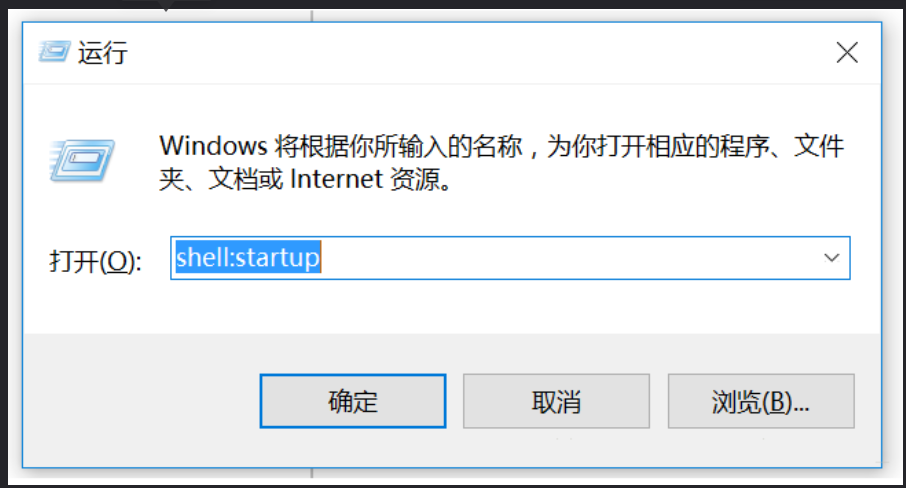 运行
Windows 将根据你所输入的名称，为你打开相应的程序、文件
夹、文档或 Internet 资源。
打开(O): shell:startup
确定 取消 浏览(B)...